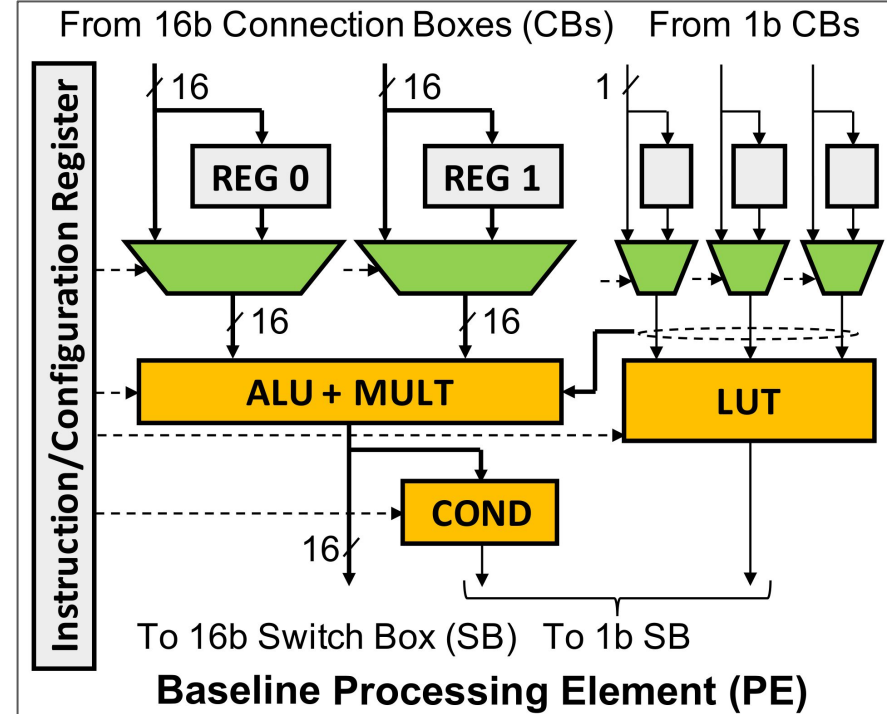 From 16b Connection Boxes (CBs)
From 1b CBs
Instruction/Configuration Register
16
16
1
REG 0
REG 1
16
16
ALU + MULT
LUT
COND
16
To 16b Switch Box (SB)
To 1b SB
Baseline Processing Element (PE)